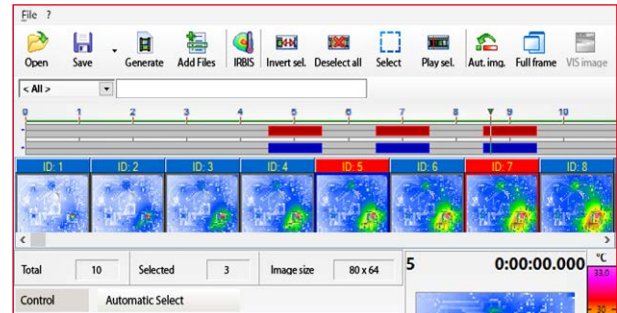 File ?
Open Save Generate Add Files IRBIS Invert sel. Deselect all Select Play sel. Aut. img. Full frame VIS image
< All >
0 1 2 3 4 5 6 7 8 9 10
ID: 1 ID: 2 ID: 3 ID: 4 ID: 5 ID: 6 ID: 7 ID: 8
Total 10 Selected 3 Image size 80 x 64 5 0:00:00.000 °C
33.0
Control Automatic Select 30